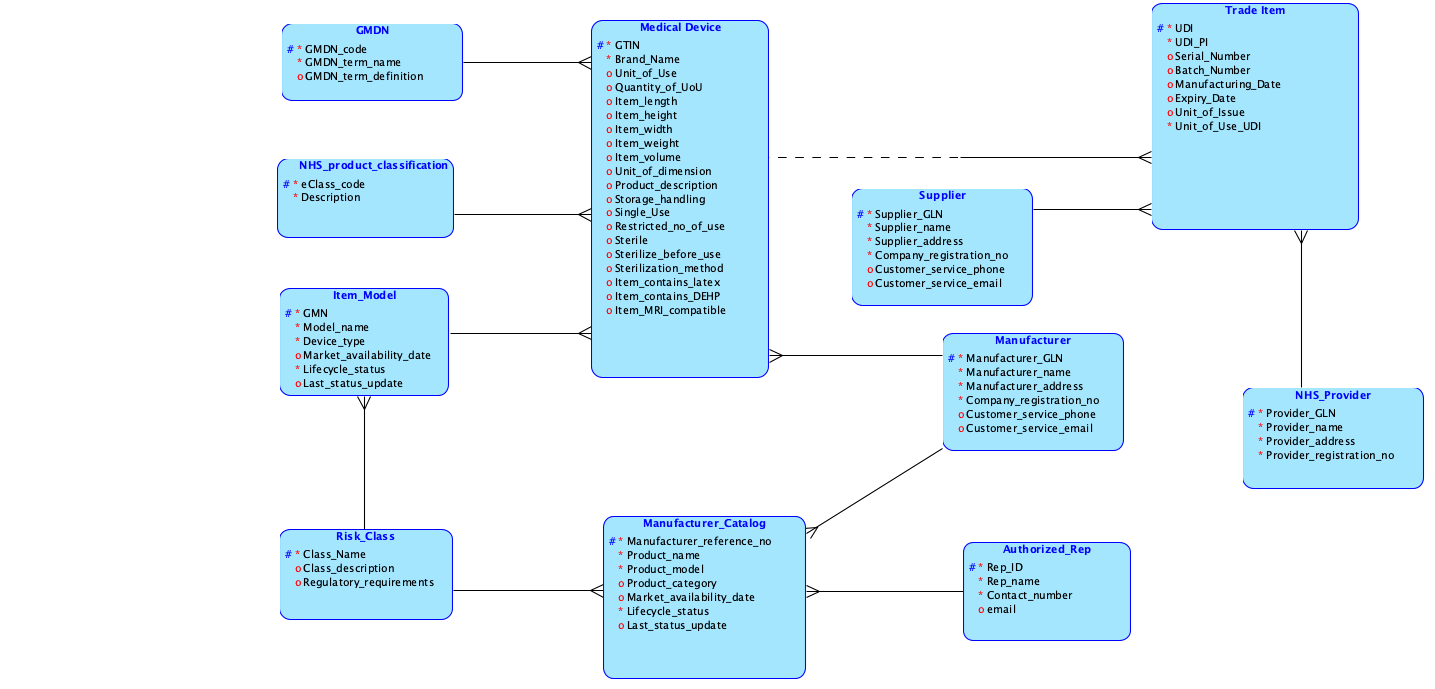 GMDN
# * GMDN_code
* GMDN_term_name
o GMDN_term_definition
NHS_product_classification
# * eClass_code
* Description
Item_Model
# * GMN
* Model_name
* Device_type
o Market_availability_date
* Lifecycle_status
o Last_status_update
Risk_Class
# * Class_Name
o Class_description
o Regulatory_requirements
Medical Device
# * GTIN
* Brand_Name
o Unit_of_Use
o Quantity_of_UoU
o Item_length
o Item_height
o Item_width
o Item_weight
o Item_volume
o Unit_of_dimension
o Product_description
o Storage_handling
o Single_Use
o Restricted_no_of_use
o Sterile
o Sterilize_before_use
o Sterilization_method
o Item_contains_latex
o Item_contains_DEHP
o Item_MRI_compatible
Manufacturer_Catalog
# * Manufacturer_reference_no
* Product_name
* Product_model
o Product_category
o Market_availability_date
* Lifecycle_status
o Last_status_update
Supplier
# * Supplier_GLN
* Supplier_name
* Supplier_address
* Company_registration_no
o Customer_service_phone
o Customer_service_email
Manufacturer
# * Manufacturer_GLN
* Manufacturer_name
* Manufacturer_address
* Company_registration_no
o Customer_service_phone
o Customer_service_email
Authorized_Rep
# * Rep_ID
* Rep_name
* Contact_number
o email
Trade Item
# * UDI
* UDI_PI
o Serial_Number
o Batch_Number
o Manufacturing_Date
o Expiry_Date
o Unit_of_Issue
* Unit_of_Use_UDI
NHS_Provider
# * Provider_GLN
* Provider_name
* Provider_address
* Provider_registration_no